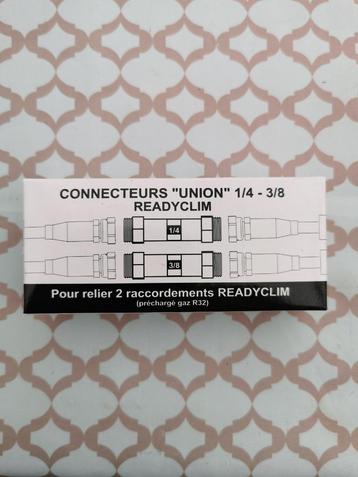 CONNECTEURS "UNION" 1/4 - 3/8
READYCLIM
1/4
3/8
Pour relier 2 raccordements READYCLIM
(préchargé gaz R32)